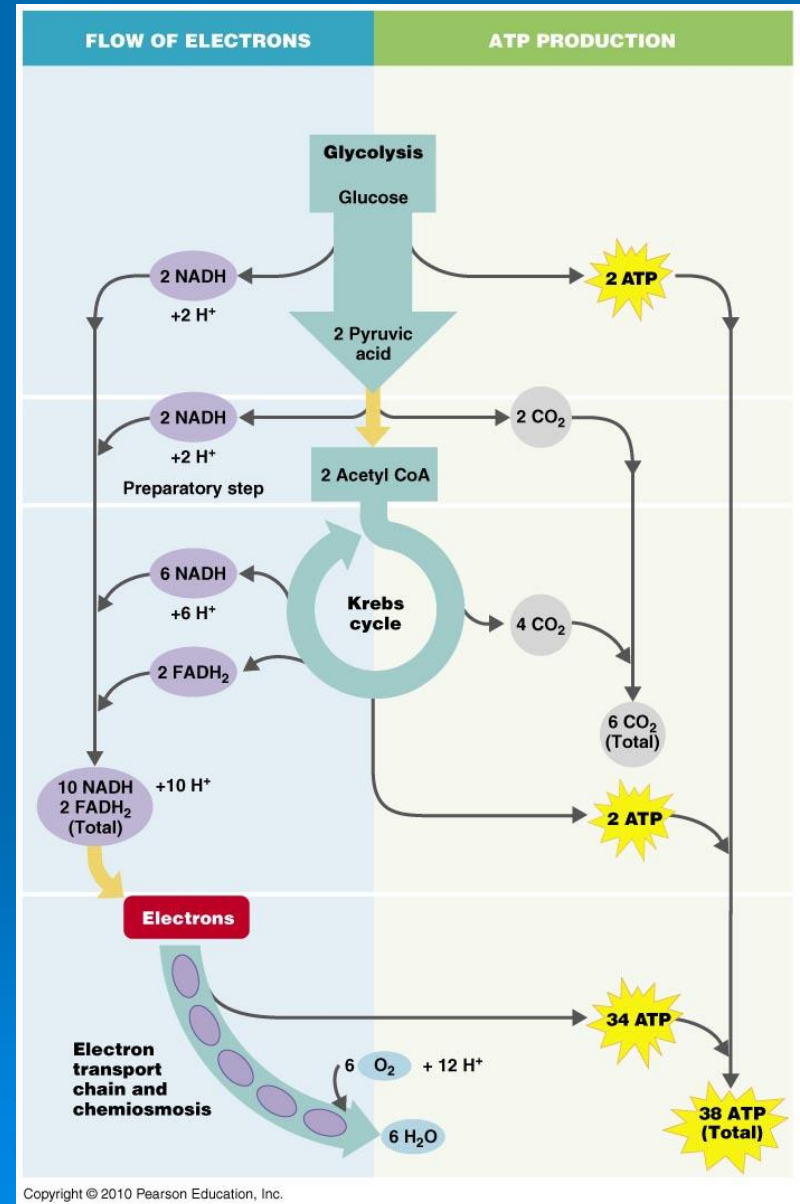 FLOW OF ELECTRONS
ATP PRODUCTION
Glycolysis
Glucose
2 NADH
+2 H⁺
2 ATP
2 Pyruvic
acid
2 NADH
+2 H⁺
2 CO₂
Preparatory step
2 Acetyl CoA
6 NADH
+6 H⁺
Krebs
cycle
4 CO₂
2 FADH₂
6 CO₂
(Total)
10 NADH
2 FADH₂
(Total)
+10 H⁺
2 ATP
Electrons
34 ATP
Electron
transport
chain and
chemiosmosis
6 O₂ + 12 H⁺
6 H₂O
38 ATP
(Total)
Copyright © 2010 Pearson Education, Inc.